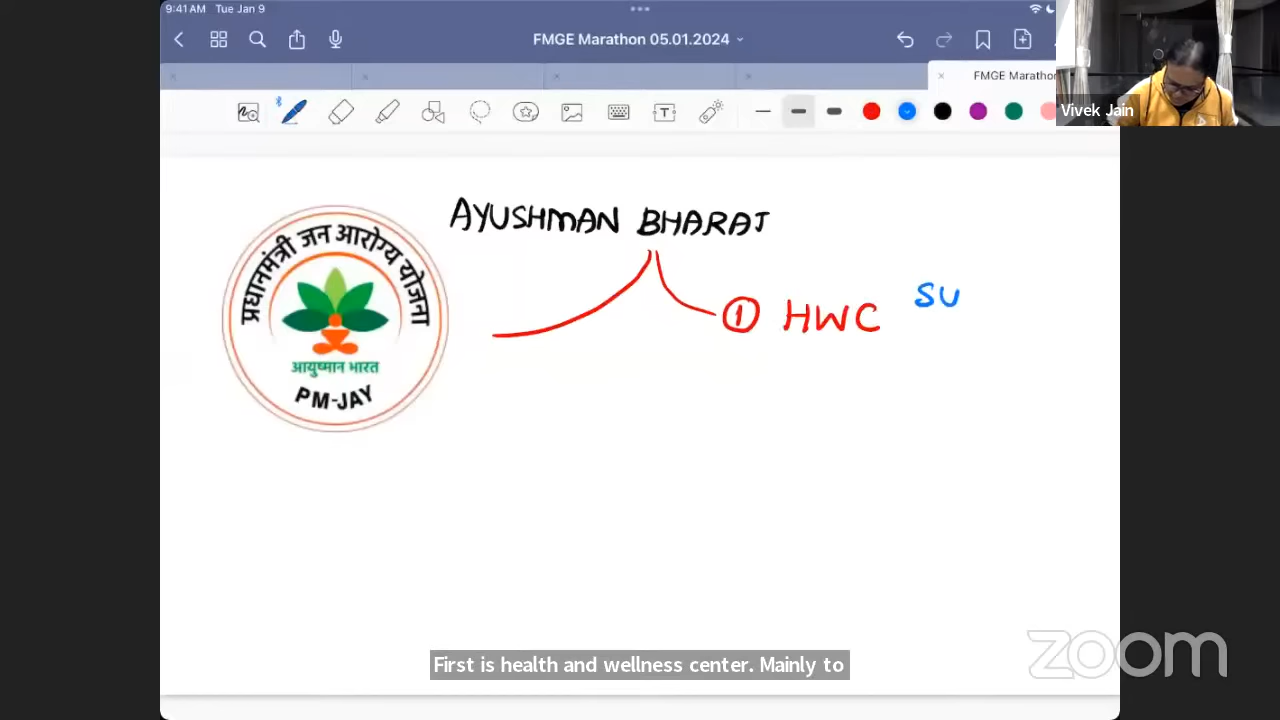 9:41 AM Tue Jan 9
FMGE Marathon 05.01.2024
FMGE Marathon
Vivek Jain
AYUSHMAN BHARAT
प्रधानमंत्री जन आरोग्य योजना
आयुष्मान भारत
PM-JAY
① HWC
SU
First is health and wellness center. Mainly to
zoom